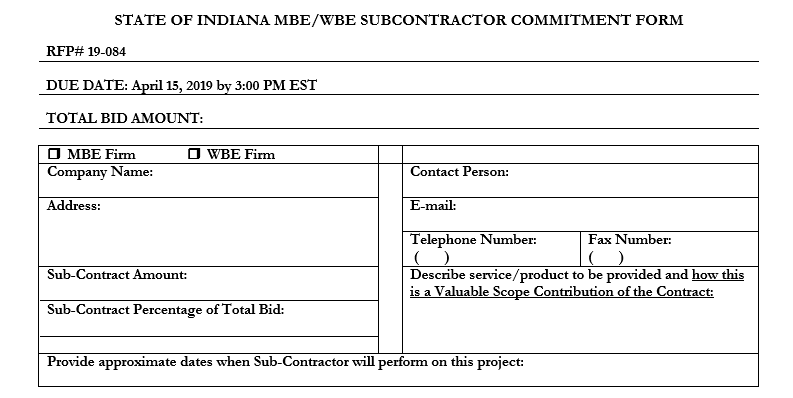 STATE OF INDIANA MBE/WBE SUBCONTRACTOR COMMITMENT FORM
RFP# 19-084
DUE DATE: April 15, 2019 by 3:00 PM EST
TOTAL BID AMOUNT:
❒ MBE Firm ❒ WBE Firm
Company Name:
Contact Person:
Address:
E-mail:
Telephone Number:
Fax Number:
( )
( )
Sub-Contract Amount:
Describe service/product to be provided and how this
is a Valuable Scope Contribution of the Contract:
Sub-Contract Percentage of Total Bid:
Provide approximate dates when Sub-Contractor will perform on this project: